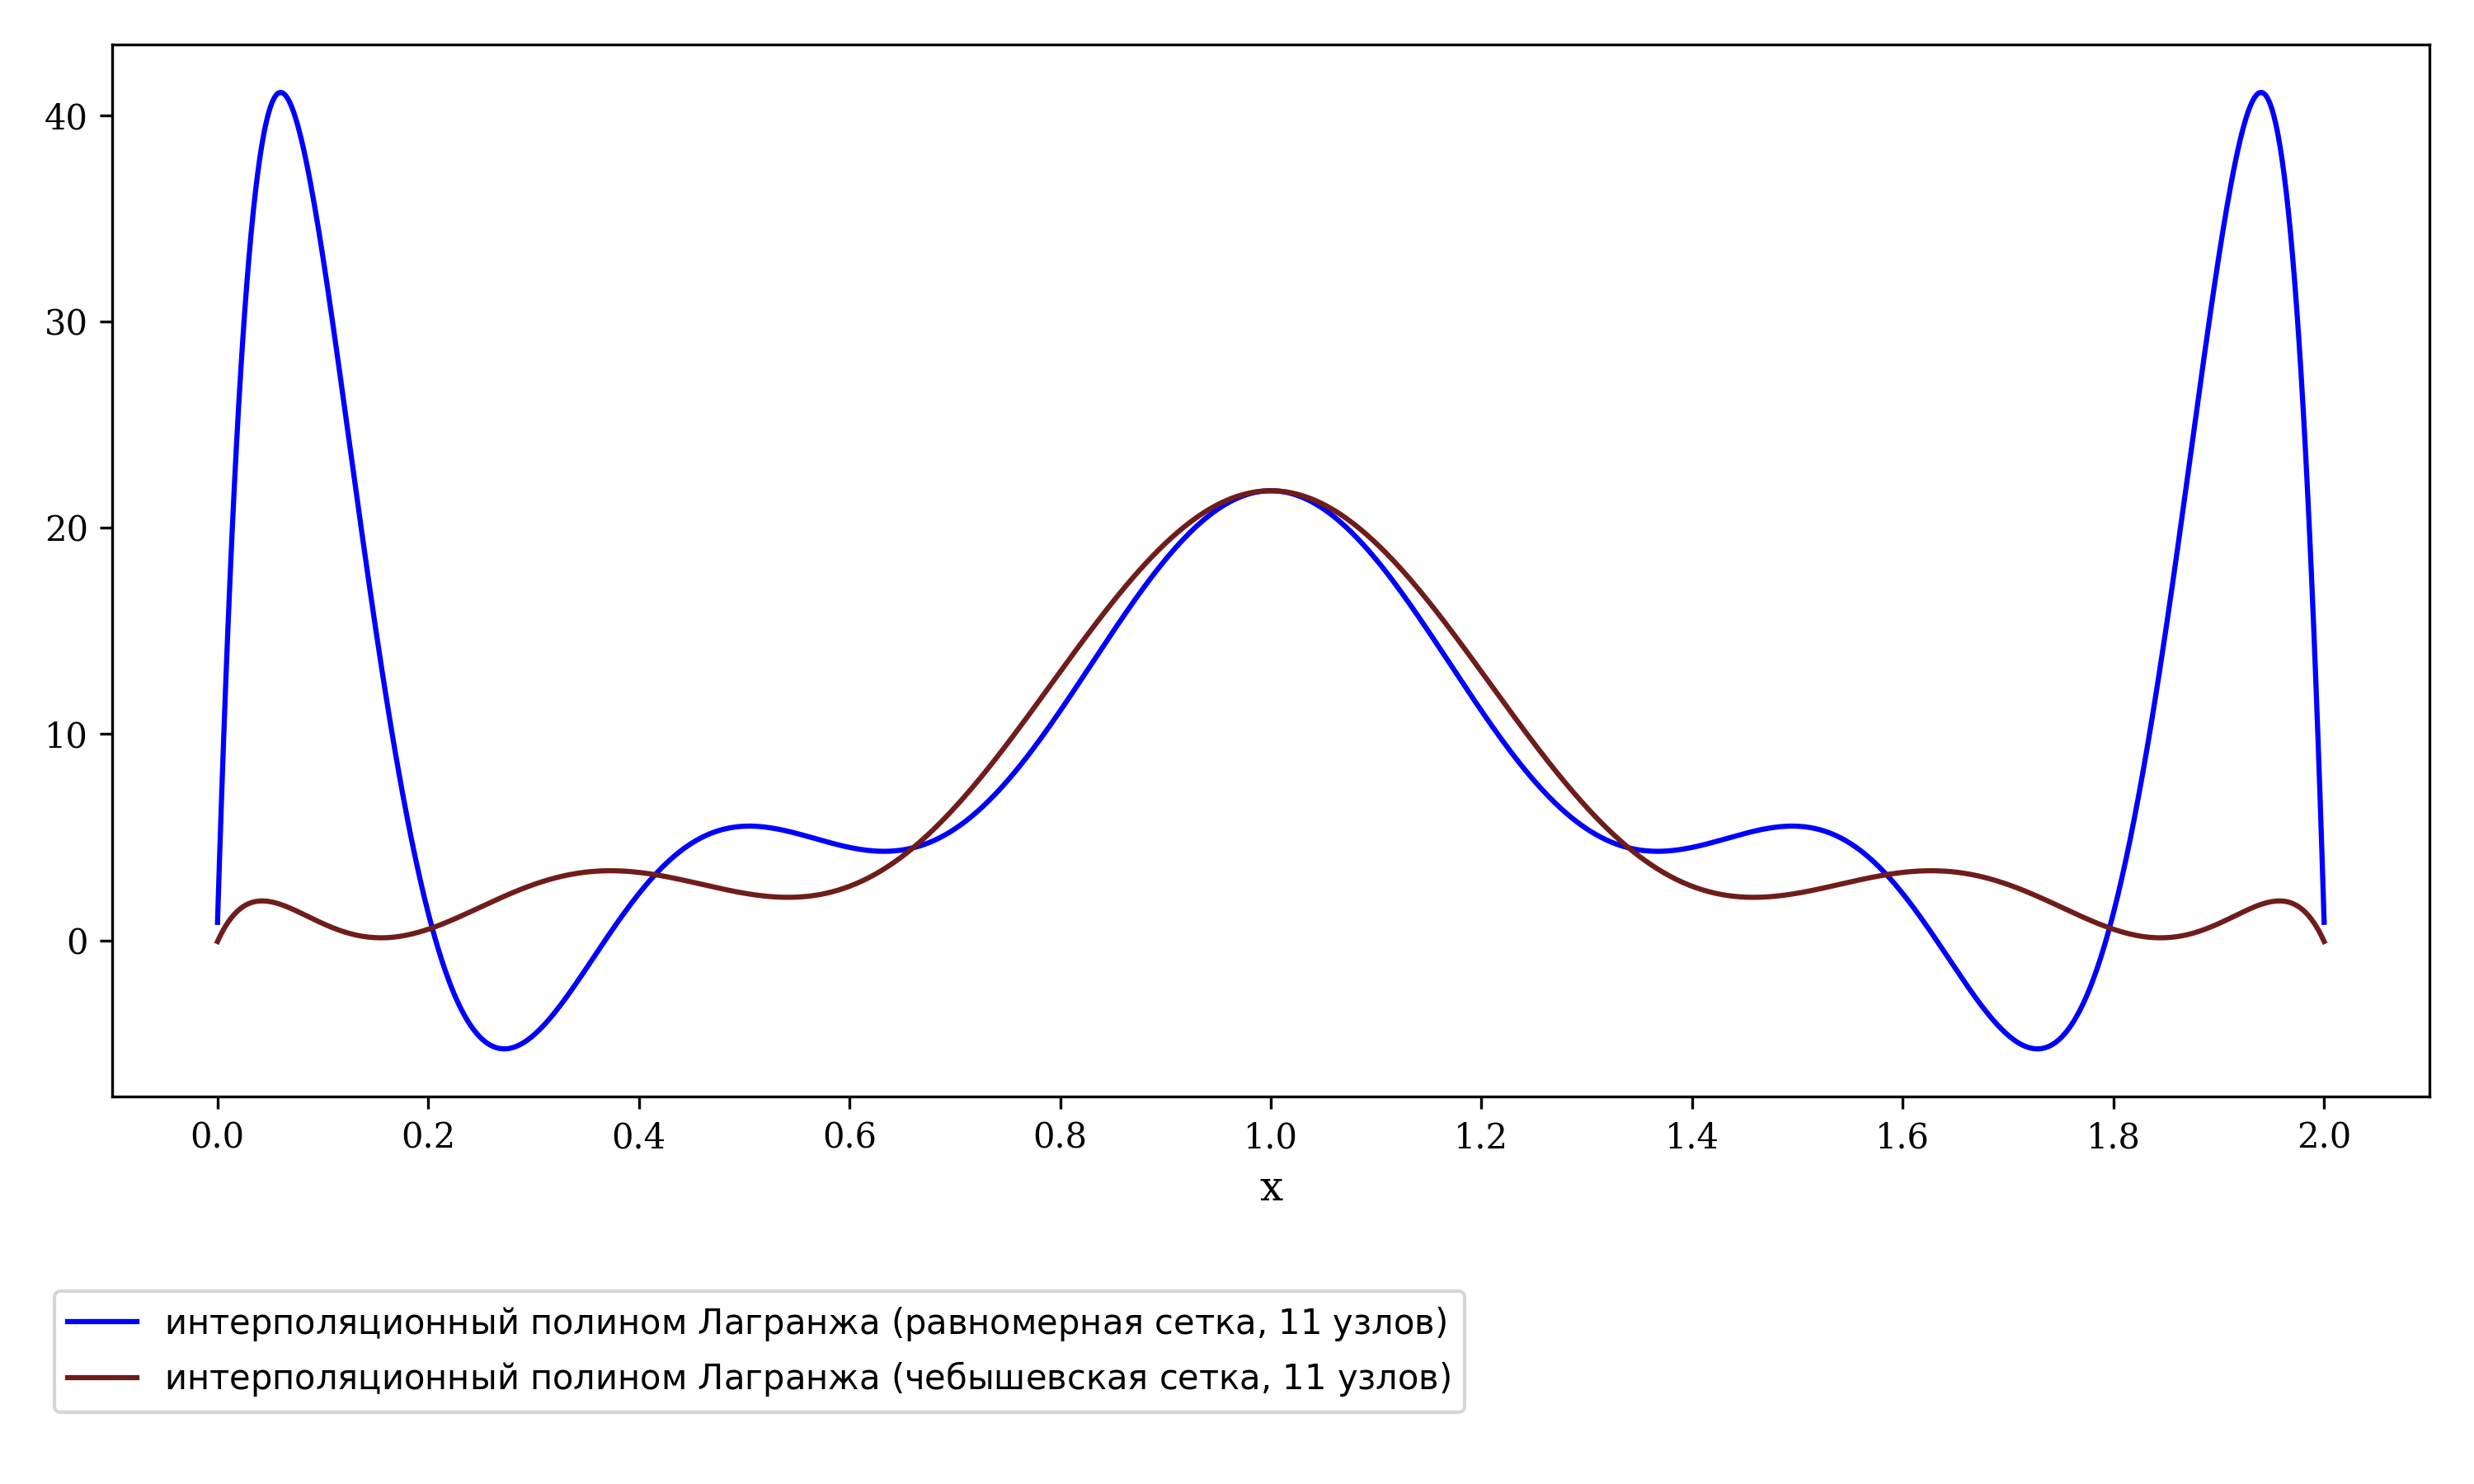 40
30
20
10
0
0.0 0.2 0.4 0.6 0.8 1.0 1.2 1.4 1.6 1.8 2.0
x
интерполяционный полином Лагранжа (равномерная сетка, 11 узлов)
интерполяционный полином Лагранжа (чебышевская сетка, 11 узлов)